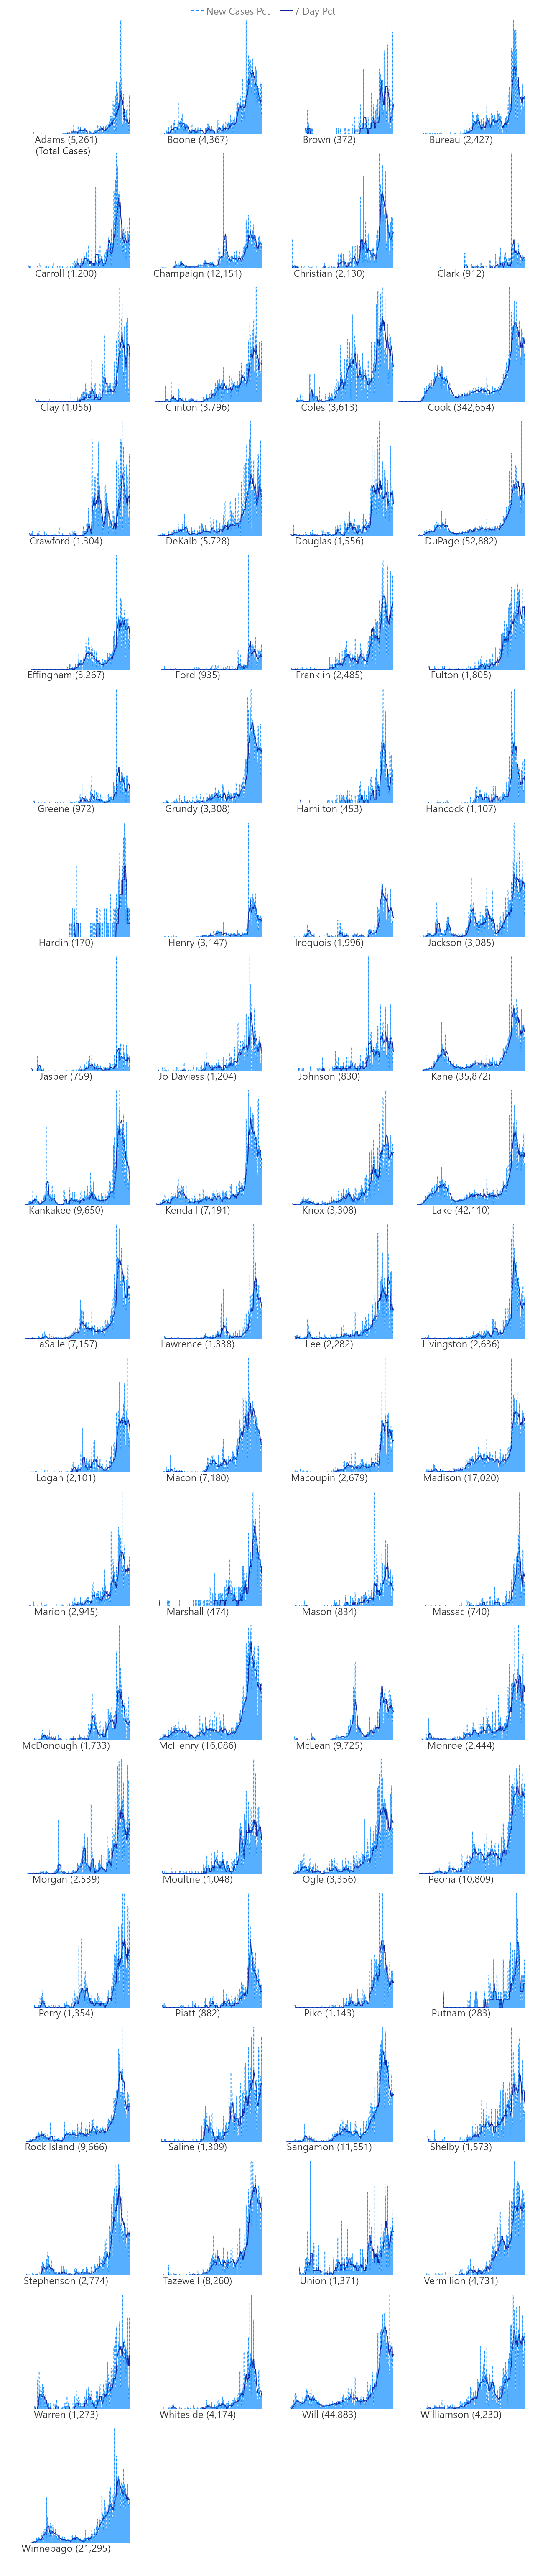 New Cases Pct 7 Day Pct
Adams (5,261) Boone (4,367) Brown (372) Bureau (2,427)
(Total Cases)
Carroll (1,200) Champaign (12,151) Christian (2,130) Clark (912)
Clay (1,056) Clinton (3,796) Coles (3,613) Cook (342,654)
Crawford (1,304) DeKalb (5,728) Douglas (1,556) DuPage (52,882)
Effingham (3,267) Ford (935) Franklin (2,485) Fulton (1,805)
Greene (972) Grundy (3,308) Hamilton (453) Hancock (1,107)
Hardin (170) Henry (3,147) Iroquois (1,996) Jackson (3,085)
Jasper (759) Jo Daviess (1,204) Johnson (830) Kane (35,872)
Kankakee (9,650) Kendall (7,191) Knox (3,308) Lake (42,110)
LaSalle (7,157) Lawrence (1,338) Lee (2,282) Livingston (2,636)
Logan (2,101) Macon (7,180) Macoupin (2,679) Madison (17,020)
Marion (2,945) Marshall (474) Mason (834) Massac (740)
McDonough (1,733) McHenry (16,086) McLean (9,725) Monroe (2,444)
Morgan (2,539) Moultrie (1,048) Ogle (3,356) Peoria (10,809)
Perry (1,354) Piatt (882) Pike (1,143) Putnam (283)
Rock Island (9,666) Saline (1,309) Sangamon (11,551) Shelby (1,573)
Stephenson (2,774) Tazewell (8,260) Union (1,371) Vermilion (4,731)
Warren (1,273) Whiteside (4,174) Will (44,883) Williamson (4,230)
Winnebago (21,295)